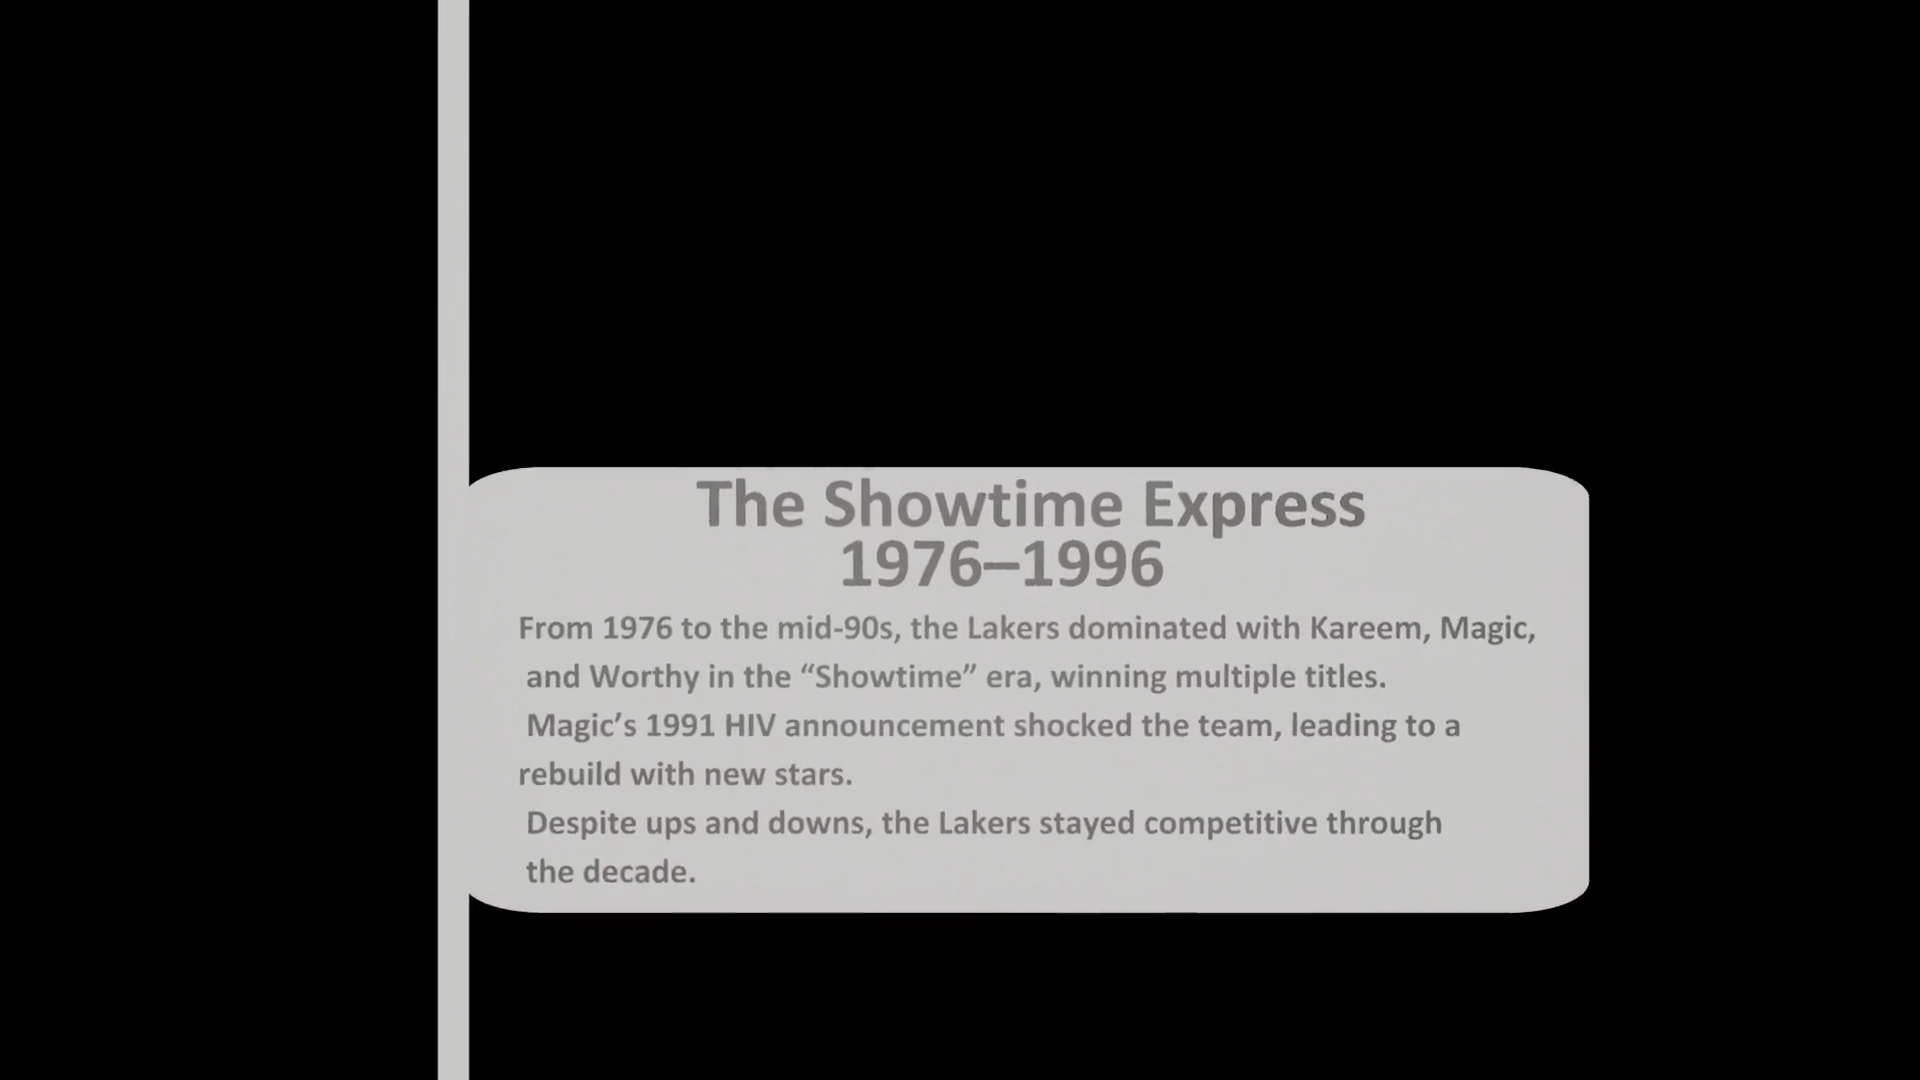 The Showtime Express
1976–1996
From 1976 to the mid-90s, the Lakers dominated with Kareem, Magic,
and Worthy in the “Showtime” era, winning multiple titles.
Magic’s 1991 HIV announcement shocked the team, leading to a
rebuild with new stars.
Despite ups and downs, the Lakers stayed competitive through
the decade.